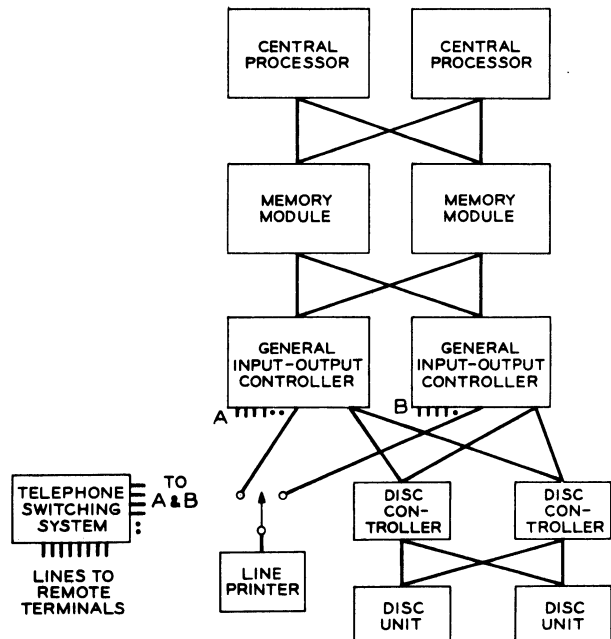 CENTRAL
PROCESSOR
CENTRAL
PROCESSOR
MEMORY
MODULE
MEMORY
MODULE
GENERAL
INPUT-OUTPUT
CONTROLLER
GENERAL
INPUT-OUTPUT
CONTROLLER
A
B
TELEPHONE
SWITCHING
SYSTEM
TO
A&B
LINES TO
REMOTE
TERMINALS
LINE
PRINTER
DISC
CON-
TROLLER
DISC
CON-
TROLLER
DISC
UNIT
DISC
UNIT